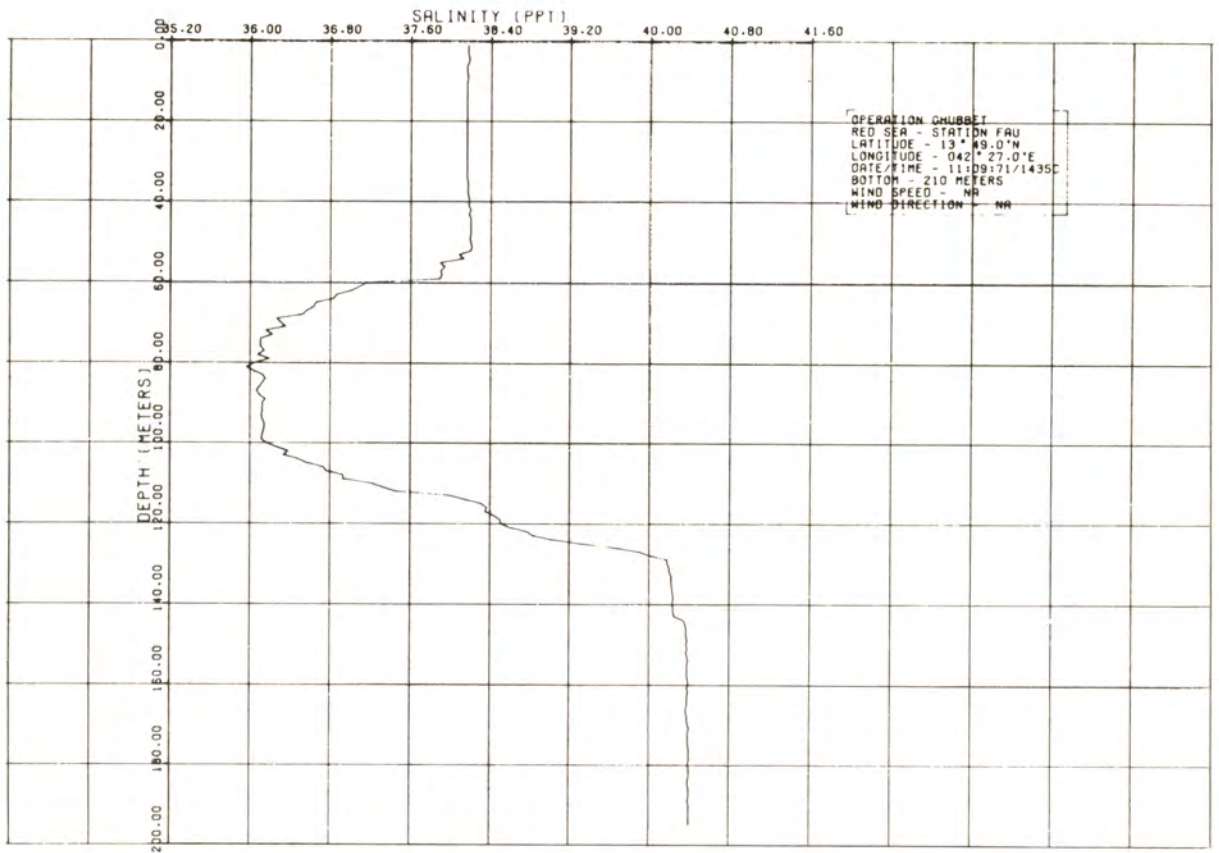 SALINITY (PPT)
35.20 36.00 36.80 37.60 38.40 39.20 40.00 40.80 41.60
DEPTH (METERS)
0.00
20.00
40.00
60.00
80.00
100.00
120.00
140.00
160.00
180.00
200.00
OPERATION GHUBBET
RED SEA - STATION FAU
LATITUDE - 13° 49.0'N
LONGITUDE - 042° 27.0'E
DATE/TIME - 11:09:71/1435C
BOTTOM - 210 METERS
WIND SPEED - NA
WIND DIRECTION - NA